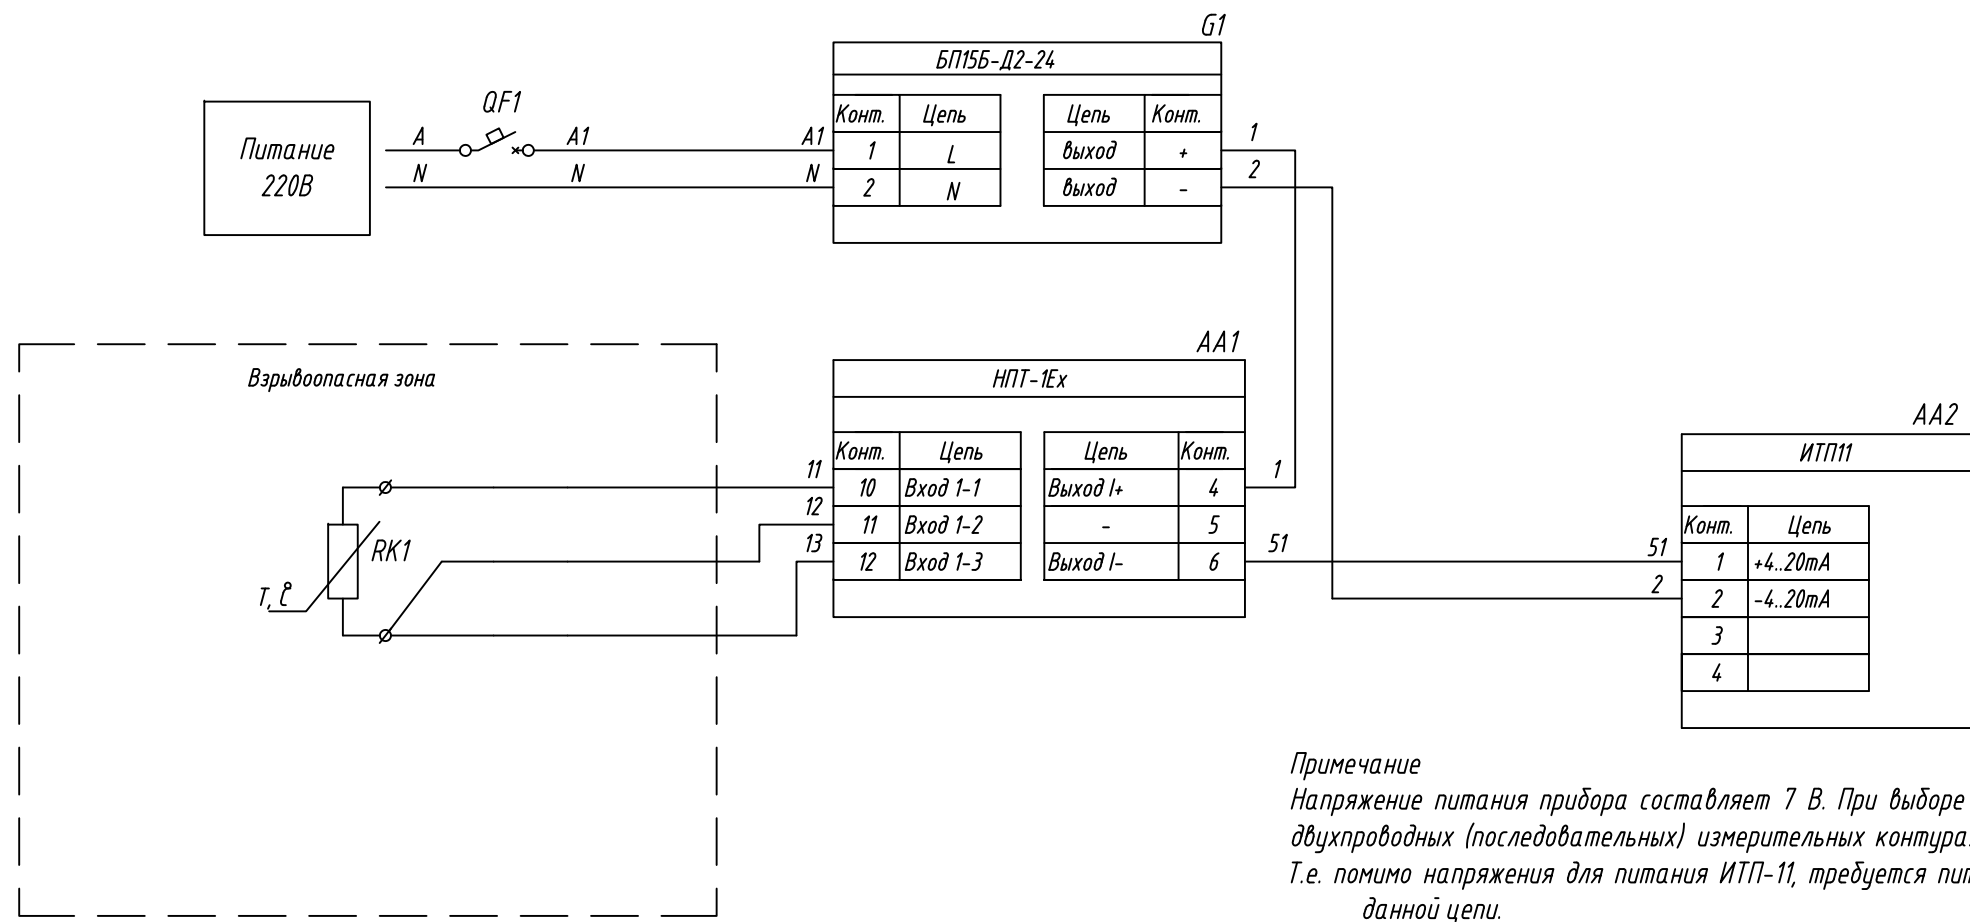 G1
БП15Б-Д2-24
QF1
Питание
220В
A A1 A1
N N N
Конт. Цепь
1 L
2 N
Цепь Конт.
выход +
выход -
1
2
Взрывоопасная зона
AA1
НПТ-1Ex
11
12
13
Конт. Цепь
10 Вход 1-1
11 Вход 1-2
12 Вход 1-3
Цепь Конт.
Выход I+ 4
- 5
Выход I- 6
1
51
RK1
T, C°
AA2
ИТП11
51
2
Конт. Цепь
1 +4..20mA
2 -4..20mA
3
4
Примечание
Напряжение питания прибора составляет 7 В. При выборе
двухпроводных (последовательных) измерительных
Т.е. помимо напряжения для питания ИТП-11, требуется
данной цепи.